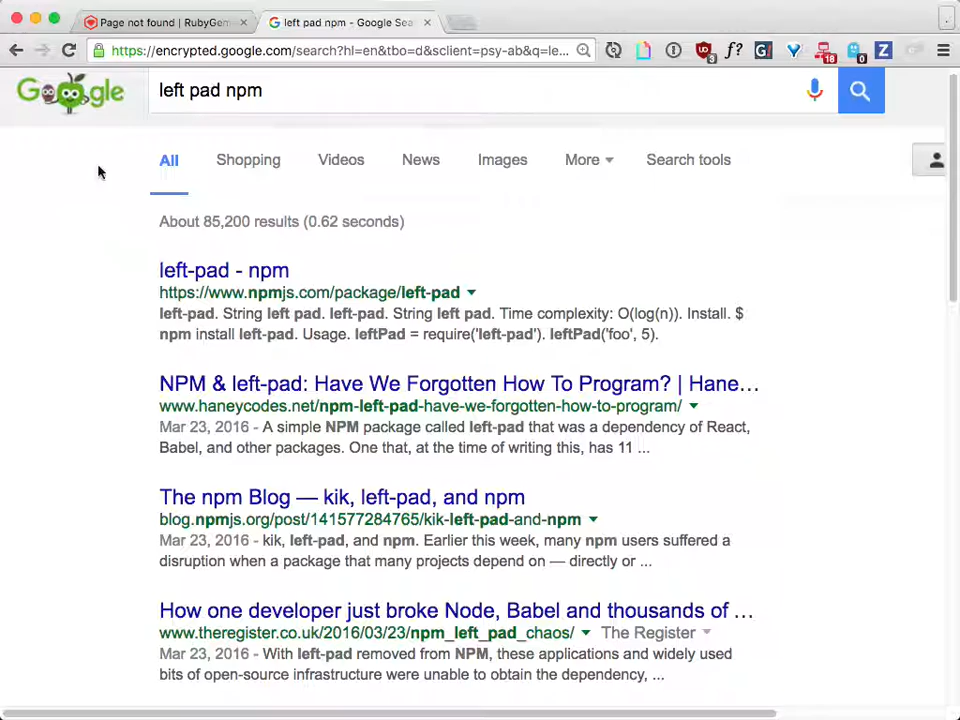 Page not found | RubyGem
left pad npm - Google Sea
https://encrypted.google.com/search?hl=en&tbo=d&sclient=psy-ab&q=le...
3
f?
G
18
0
Z
Google
left pad npm
All
Shopping
Videos
News
Images
More
Search tools
About 85,200 results (0.62 seconds)
left-pad - npm
https://www.npmjs.com/package/left-pad
left-pad. String left pad. left-pad. String left pad. Time complexity: O(log(n)). Install. $
npm install left-pad. Usage. leftPad = require('left-pad'). leftPad('foo', 5).
NPM & left-pad: Have We Forgotten How To Program? | Hane...
www.haneycodes.net/npm-left-pad-have-we-forgotten-how-to-program/
Mar 23, 2016 - A simple NPM package called left-pad that was a dependency of React,
Babel, and other packages. One that, at the time of writing this, has 11 ...
The npm Blog — kik, left-pad, and npm
blog.npmjs.org/post/141577284765/kik-left-pad-and-npm
Mar 23, 2016 - kik, left-pad, and npm. Earlier this week, many npm users suffered a
disruption when a package that many projects depend on — directly or ...
How one developer just broke Node, Babel and thousands of ...
www.theregister.co.uk/2016/03/23/npm_left_pad_chaos/
The Register
Mar 23, 2016 - With left-pad removed from NPM, these applications and widely used
bits of open-source infrastructure were unable to obtain the dependency, ...